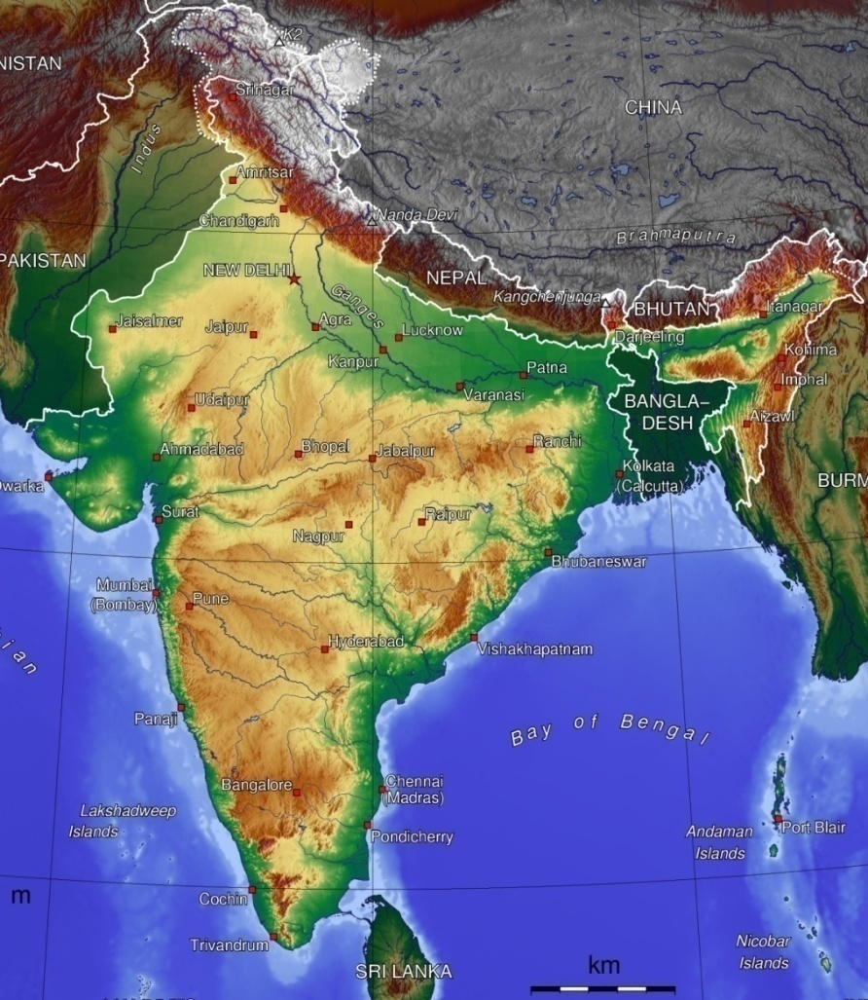 K2
NISTAN
Srinagar
CHINA
Indus
Amritsar
Chandigarh
Nanda Devi
Brahmaputra
PAKISTAN
NEW DELHI
NEPAL
Ganges
Kangchenjunga
BHUTAN
Itanagar
Jaisalmer
Jaipur
Agra
Lucknow
Darjeeling
Kohima
Kanpur
Patna
Imphal
Udaipur
Varanasi
BANGLA–
DESH
Aizawl
Ahmadabad
Bhopal
Jabalpur
Ranchi
Kolkata
(Calcutta)
BURM
Dwarka
Surat
Nagpur
Raipur
Bhubaneswar
Mumbai
(Bombay)
Pune
Hyderabad
Vishakhapatnam
ian
Panaji
Bay of Bengal
Bangalore
Chennai
(Madras)
Lakshadweep
Islands
Pondicherry
Andaman
Islands
Port Blair
m
Cochin
Trivandrum
Nicobar
Islands
SRI LANKA
km